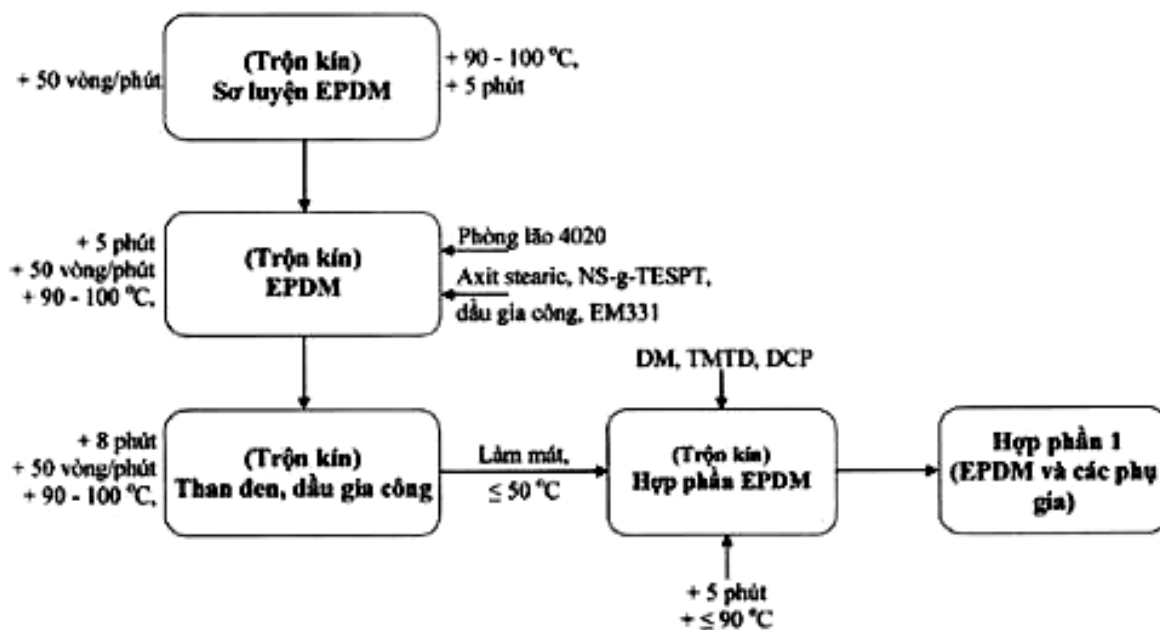 + 50 vòng/phút
(Trộn kín)
Sơ luyện EPDM
+ 90 - 100 °C,
+ 5 phút
+ 5 phút
+ 50 vòng/phút
+ 90 - 100 °C,
(Trộn kín)
EPDM
Phòng lão 4020
Axit stearic, NS-g-TESPT,
dầu gia công, EM331
DM, TMTD, DCP
+ 8 phút
+ 50 vòng/phút
+ 90 - 100 °C,
(Trộn kín)
Than đen, dầu gia công
Làm mát,
≤ 50 °C
(Trộn kín)
Hợp phần EPDM
Hợp phần 1
(EPDM và các phụ
gia)
+ 5 phút
+ ≤ 90 °C